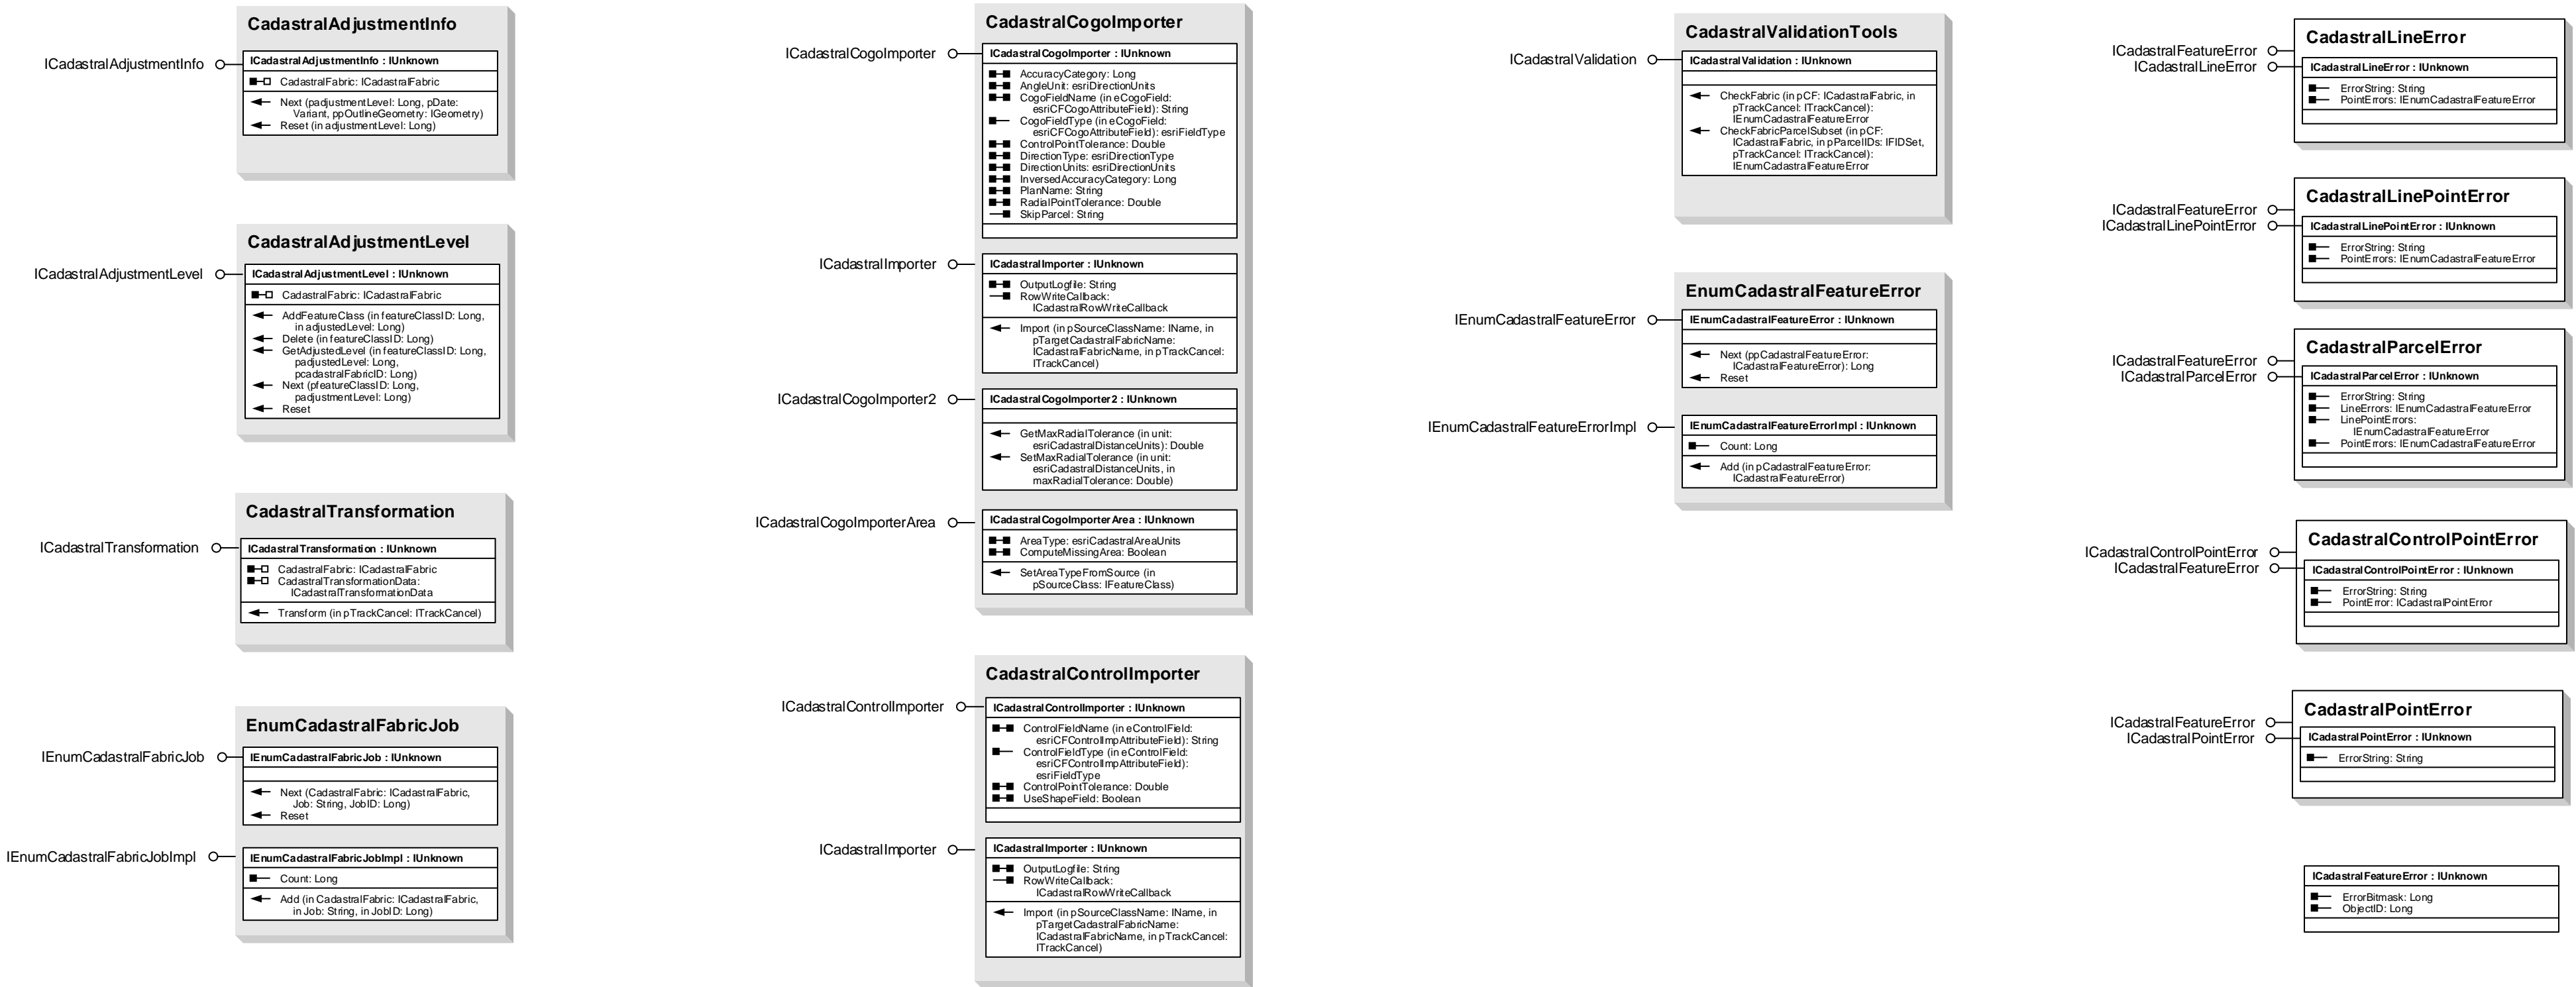 CadastralAdjustmentInfo
ICadastralAdjustmentInfo
ICadastralAdjustmentInfo : IUnknown
CadastralFabric: ICadastralFabric
Next (padjustmentLevel: Long, pDate:
Variant, ppOutlineGeometry: IGeometry)
Reset (in adjustmentLevel: Long)
CadastralAdjustmentLevel
ICadastralAdjustmentLevel
ICadastralAdjustmentLevel : IUnknown
CadastralFabric: ICadastralFabric
AddFeatureClass (in featureClassID: Long,
in adjustedLevel: Long)
Delete (in featureClassID: Long)
GetAdjustedLevel (in featureClassID: Long,
padjustedLevel: Long,
pcadastralFabricID: Long)
Next (pfeatureClassID: Long,
padjustmentLevel: Long)
Reset
CadastralTransformation
ICadastralTransformation
ICadastralTransformation : IUnknown
CadastralFabric: ICadastralFabric
CadastralTransformationData:
ICadastralTransformationData
Transform (in pTrackCancel: ITrackCancel)
EnumCadastralFabricJob
IEnumCadastralFabricJob
IEnumCadastralFabricJob : IUnknown
Next (CadastralFabric: ICadastralFabric,
Job: String, JobID: Long)
Reset
IEnumCadastralFabricJobImpl
IEnumCadastralFabricJobImpl : IUnknown
Count: Long
Add (in CadastralFabric: ICadastralFabric,
in Job: String, in JobID: Long)
CadastralCogoImporter
ICadastralCogoImporter
ICadastralCogoImporter : IUnknown
AccuracyCategory: Long
AngleUnit: esriDirectionUnits
CogoFieldName (in eCogoField:
esriCFCogoAttributeField): String
CogoFieldType (in eCogoField:
esriCFCogoAttributeField): esriFieldType
ControlPointTolerance: Double
DirectionType: esriDirectionType
DirectionUnits: esriDirectionUnits
InversedAccuracyCategory: Long
PlanName: String
RadialPointTolerance: Double
SkipParcel: String
ICadastralImporter
ICadastralImporter : IUnknown
OutputLogfile: String
RowWriteCallback:
ICadastralRowWriteCallback
Import (in pSourceClassName: IName, in
pTargetCadastralFabricName:
ICadastralFabricName, in pTrackCancel:
ITrackCancel)
ICadastralCogoImporter2
ICadastralCogoImporter2 : IUnknown
GetMaxRadialTolerance (in unit:
esriCadastralDistanceUnits): Double
SetMaxRadialTolerance (in unit:
esriCadastralDistanceUnits, in
maxRadialTolerance: Double)
ICadastralCogoImporterArea
ICadastralCogoImporterArea : IUnknown
AreaType: esriCadastralAreaUnits
ComputeMissingArea: Boolean
SetAreaTypeFromSource (in
pSourceClass: IFeatureClass)
CadastralControlImporter
ICadastralControlImporter
ICadastralControlImporter : IUnknown
ControlFieldName (in eControlField:
esriCFControlImpAttributeField): String
ControlFieldType (in eControlField:
esriCFControlImpAttributeField):
esriFieldType
ControlPointTolerance: Double
UseShapeField: Boolean
ICadastralImporter
ICadastralImporter : IUnknown
OutputLogfile: String
RowWriteCallback:
ICadastralRowWriteCallback
Import (in pSourceClassName: IName, in
pTargetCadastralFabricName:
ICadastralFabricName, in pTrackCancel:
ITrackCancel)
CadastralValidationTools
ICadastralValidation
ICadastralValidation : IUnknown
CheckFabric (in pCF: ICadastralFabric, in
pTrackCancel: ITrackCancel):
IEnumCadastralFeatureError
CheckFabricParcelSubset (in pCF:
ICadastralFabric, in pParcelIDs: IFIDSet,
pTrackCancel: ITrackCancel):
IEnumCadastralFeatureError
EnumCadastralFeatureError
IEnumCadastralFeatureError
IEnumCadastralFeatureError : IUnknown
Next (ppCadastralFeatureError:
ICadastralFeatureError): Long
Reset
IEnumCadastralFeatureErrorImpl
IEnumCadastralFeatureErrorImpl : IUnknown
Count: Long
Add (in pCadastralFeatureError:
ICadastralFeatureError)
CadastralLineError
ICadastralFeatureError
ICadastralLineError
ICadastralLineError : IUnknown
ErrorString: String
PointErrors: IEnumCadastralFeatureError
CadastralLinePointError
ICadastralFeatureError
ICadastralLinePointError
ICadastralLinePointError : IUnknown
ErrorString: String
PointErrors: IEnumCadastralFeatureError
CadastralParcelError
ICadastralFeatureError
ICadastralParcelError
ICadastralParcelError : IUnknown
ErrorString: String
LineErrors: IEnumCadastralFeatureError
LinePointErrors:
IEnumCadastralFeatureError
PointErrors: IEnumCadastralFeatureError
CadastralControlPointError
ICadastralControlPointError
ICadastralFeatureError
ICadastralControlPointError : IUnknown
ErrorString: String
PointError: ICadastralPointError
CadastralPointError
ICadastralFeatureError
ICadastralPointError
ICadastralPointError : IUnknown
ErrorString: String
ICadastralFeatureError : IUnknown
ErrorBitmask: Long
ObjectID: Long